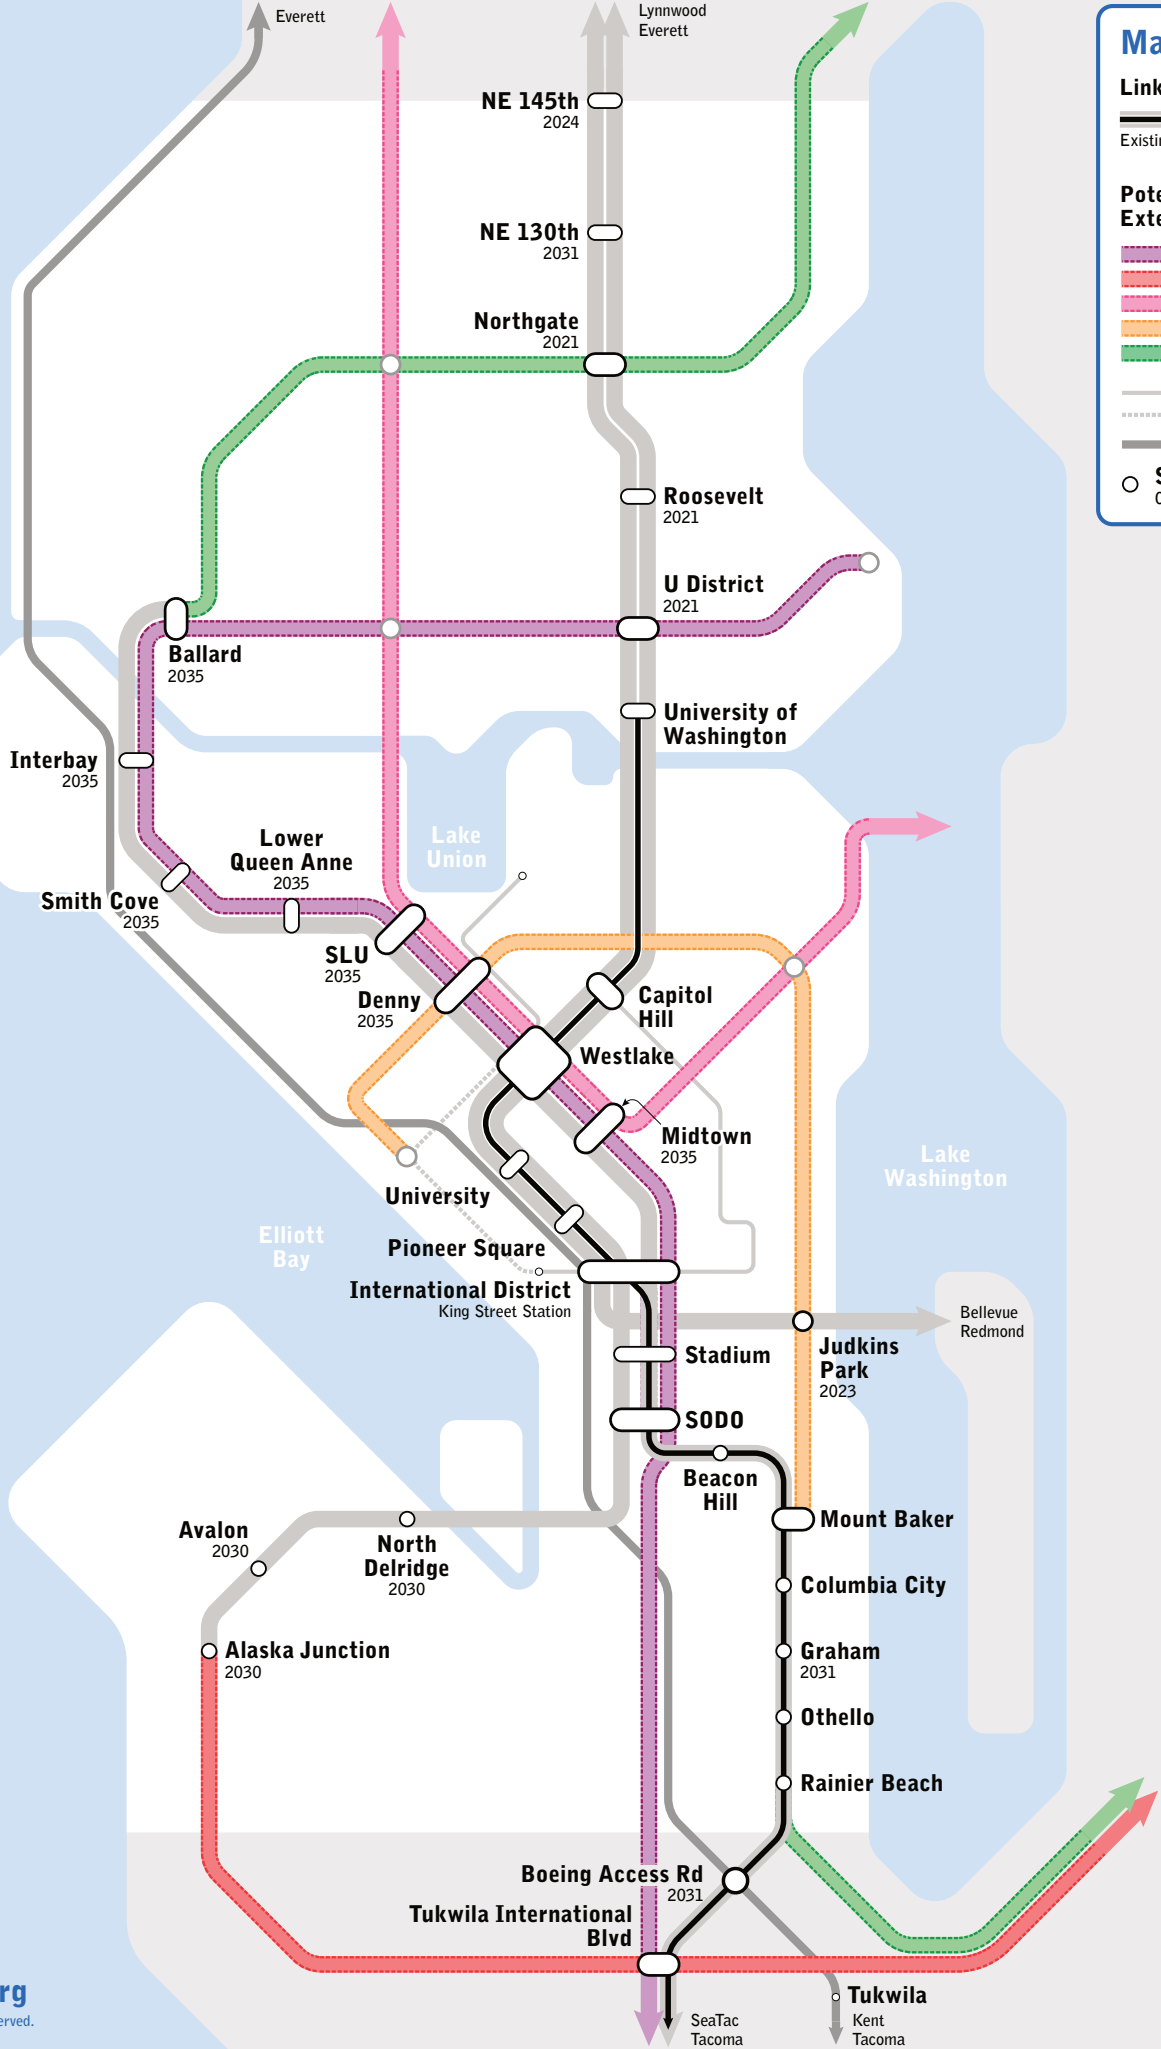 Everett
Lynnwood
Everett
Ma
Link
Existin
Pote
Exte
NE 145th
2024
NE 130th
2031
Northgate
2021
Roosevelt
2021
U District
2021
Ballard
2035
University of
Washington
Interbay
2035
Lower
Queen Anne
2035
Lake
Union
Smith Cove
2035
SLU
2035
Denny
2035
Capitol
Hill
Westlake
Midtown
2035
Lake
Washington
University
Elliott
Bay
Pioneer Square
International District
King Street Station
Bellevue
Redmond
Judkins
Park
2023
Stadium
SODO
Beacon
Hill
Avalon
2030
North
Delridge
2030
Mount Baker
Columbia City
Alaska Junction
2030
Graham
2031
Othello
Rainier Beach
Boeing Access Rd
2031
Tukwila International
Blvd
Tukwila
Kent
Tacoma
SeaTac
Tacoma
rg
erved.